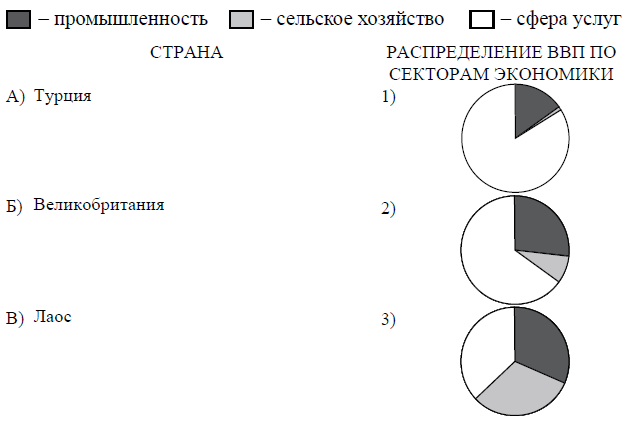 – промышленность – сельское хозяйство – сфера услуг
СТРАНА
РАСПРЕДЕЛЕНИЕ ВВП ПО
СЕКТОРАМ ЭКОНОМИКИ
А) Турция 1)
Б) Великобритания 2)
В) Лаос 3)